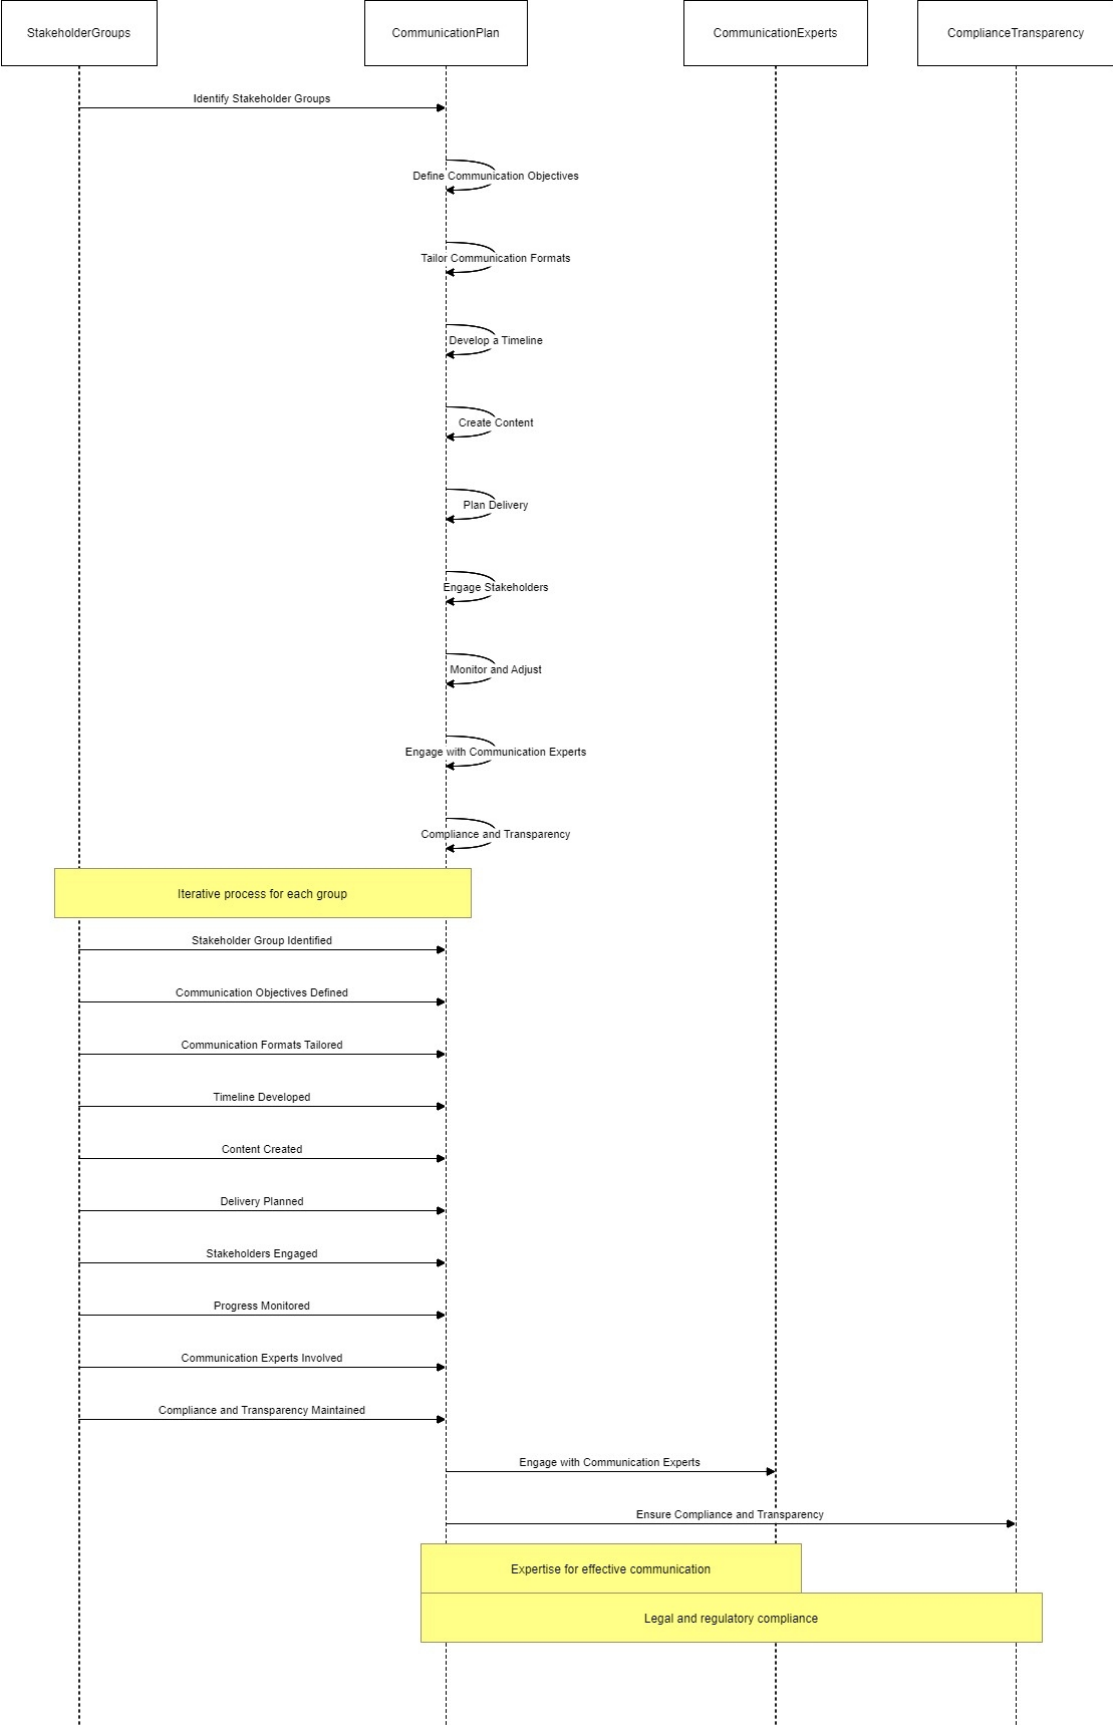 StakeholderGroups
CommunicationPlan
CommunicationExperts
ComplianceTransparency
Identify Stakeholder Groups
Define Communication Objectives
Tailor Communication Formats
Develop a Timeline
Create Content
Plan Delivery
Engage Stakeholders
Monitor and Adjust
Engage with Communication Experts
Compliance and Transparency
Iterative process for each group
Stakeholder Group Identified
Communication Objectives Defined
Communication Formats Tailored
Timeline Developed
Content Created
Delivery Planned
Stakeholders Engaged
Progress Monitored
Communication Experts Involved
Compliance and Transparency Maintained
Engage with Communication Experts
Ensure Compliance and Transparency
Expertise for effective communication
Legal and regulatory compliance